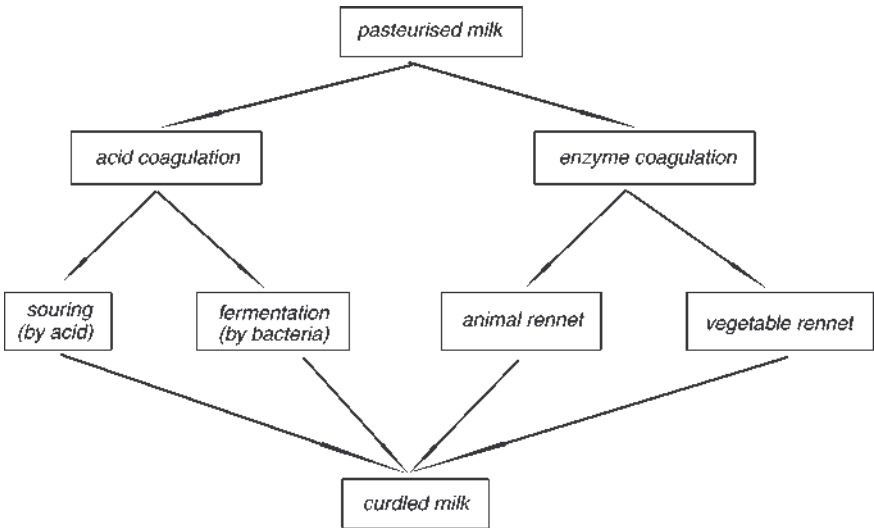 pasteurised milk
acid coagulation
enzyme coagulation
souring
(by acid)
fermentation
(by bacteria)
animal rennet
vegetable rennet
curdled milk